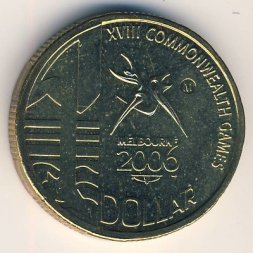 XVIII COMMONWEALTH GAMES
M
MELBOURNE
2006
DOLLAR